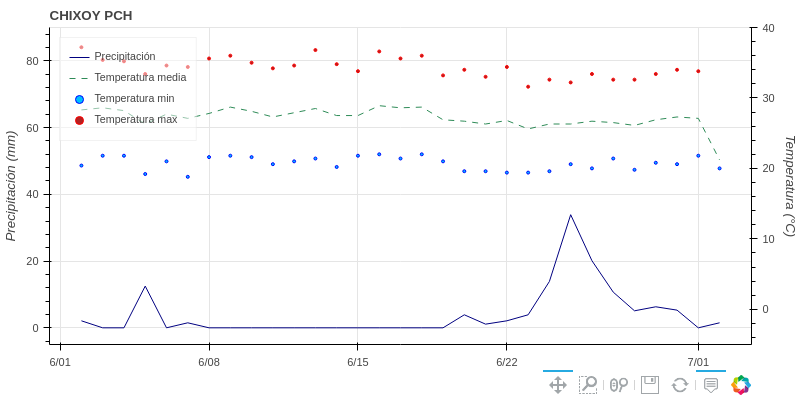 CHIXOY PCH
Precipitación
Temperatura media
Temperatura min
Temperatura max
Precipitación (mm)
80
60
40
20
0
Temperatura (°C)
40
30
20
10
0
6/01
6/08
6/15
6/22
7/01